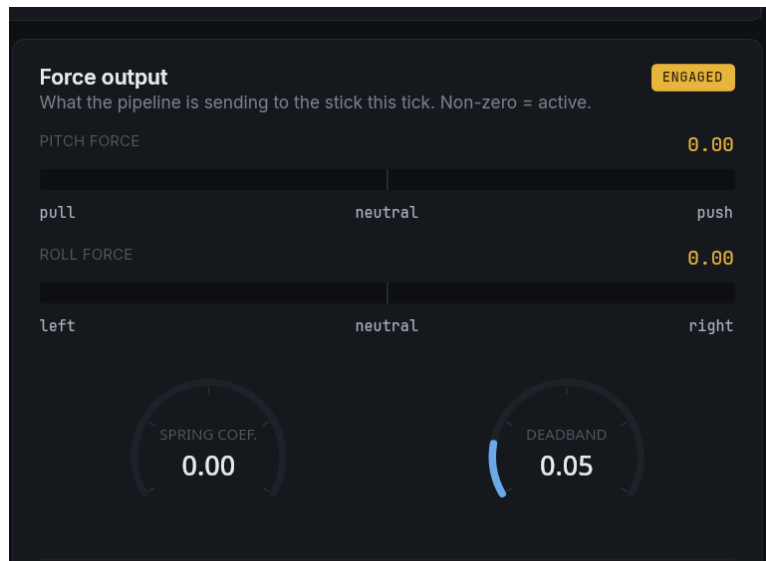 Force output
ENGAGED
What the pipeline is sending to the stick this tick. Non-zero = active.
PITCH FORCE
0.00
pull neutral push
ROLL FORCE
0.00
left neutral right
SPRING COEF.
0.00
DEADBAND
0.05